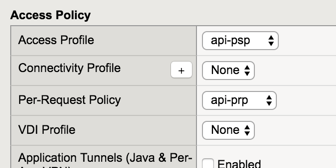 Access Policy
Access Profile api-psp
Connectivity Profile + None
Per-Request Policy api-prp
VDI Profile None
Application Tunnels (Java & Per- Enabled